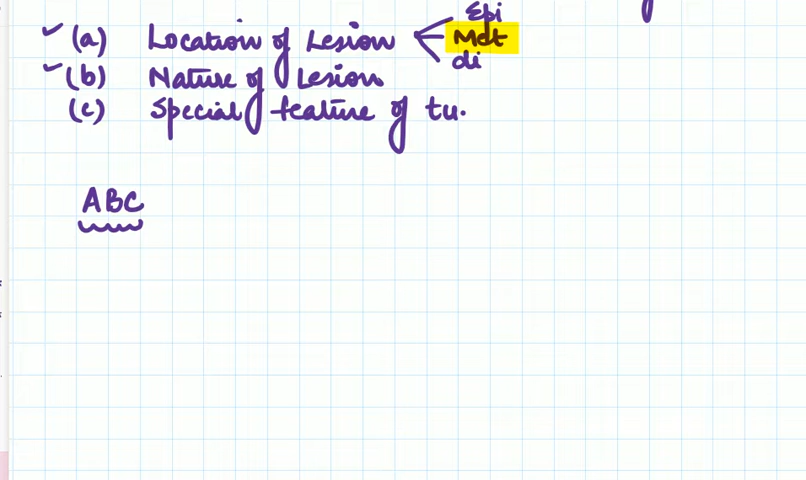 Epi
(a) Location of Lesion
Met
di
(b) Nature of Lesion
(c) Special feature of tu.
ABC